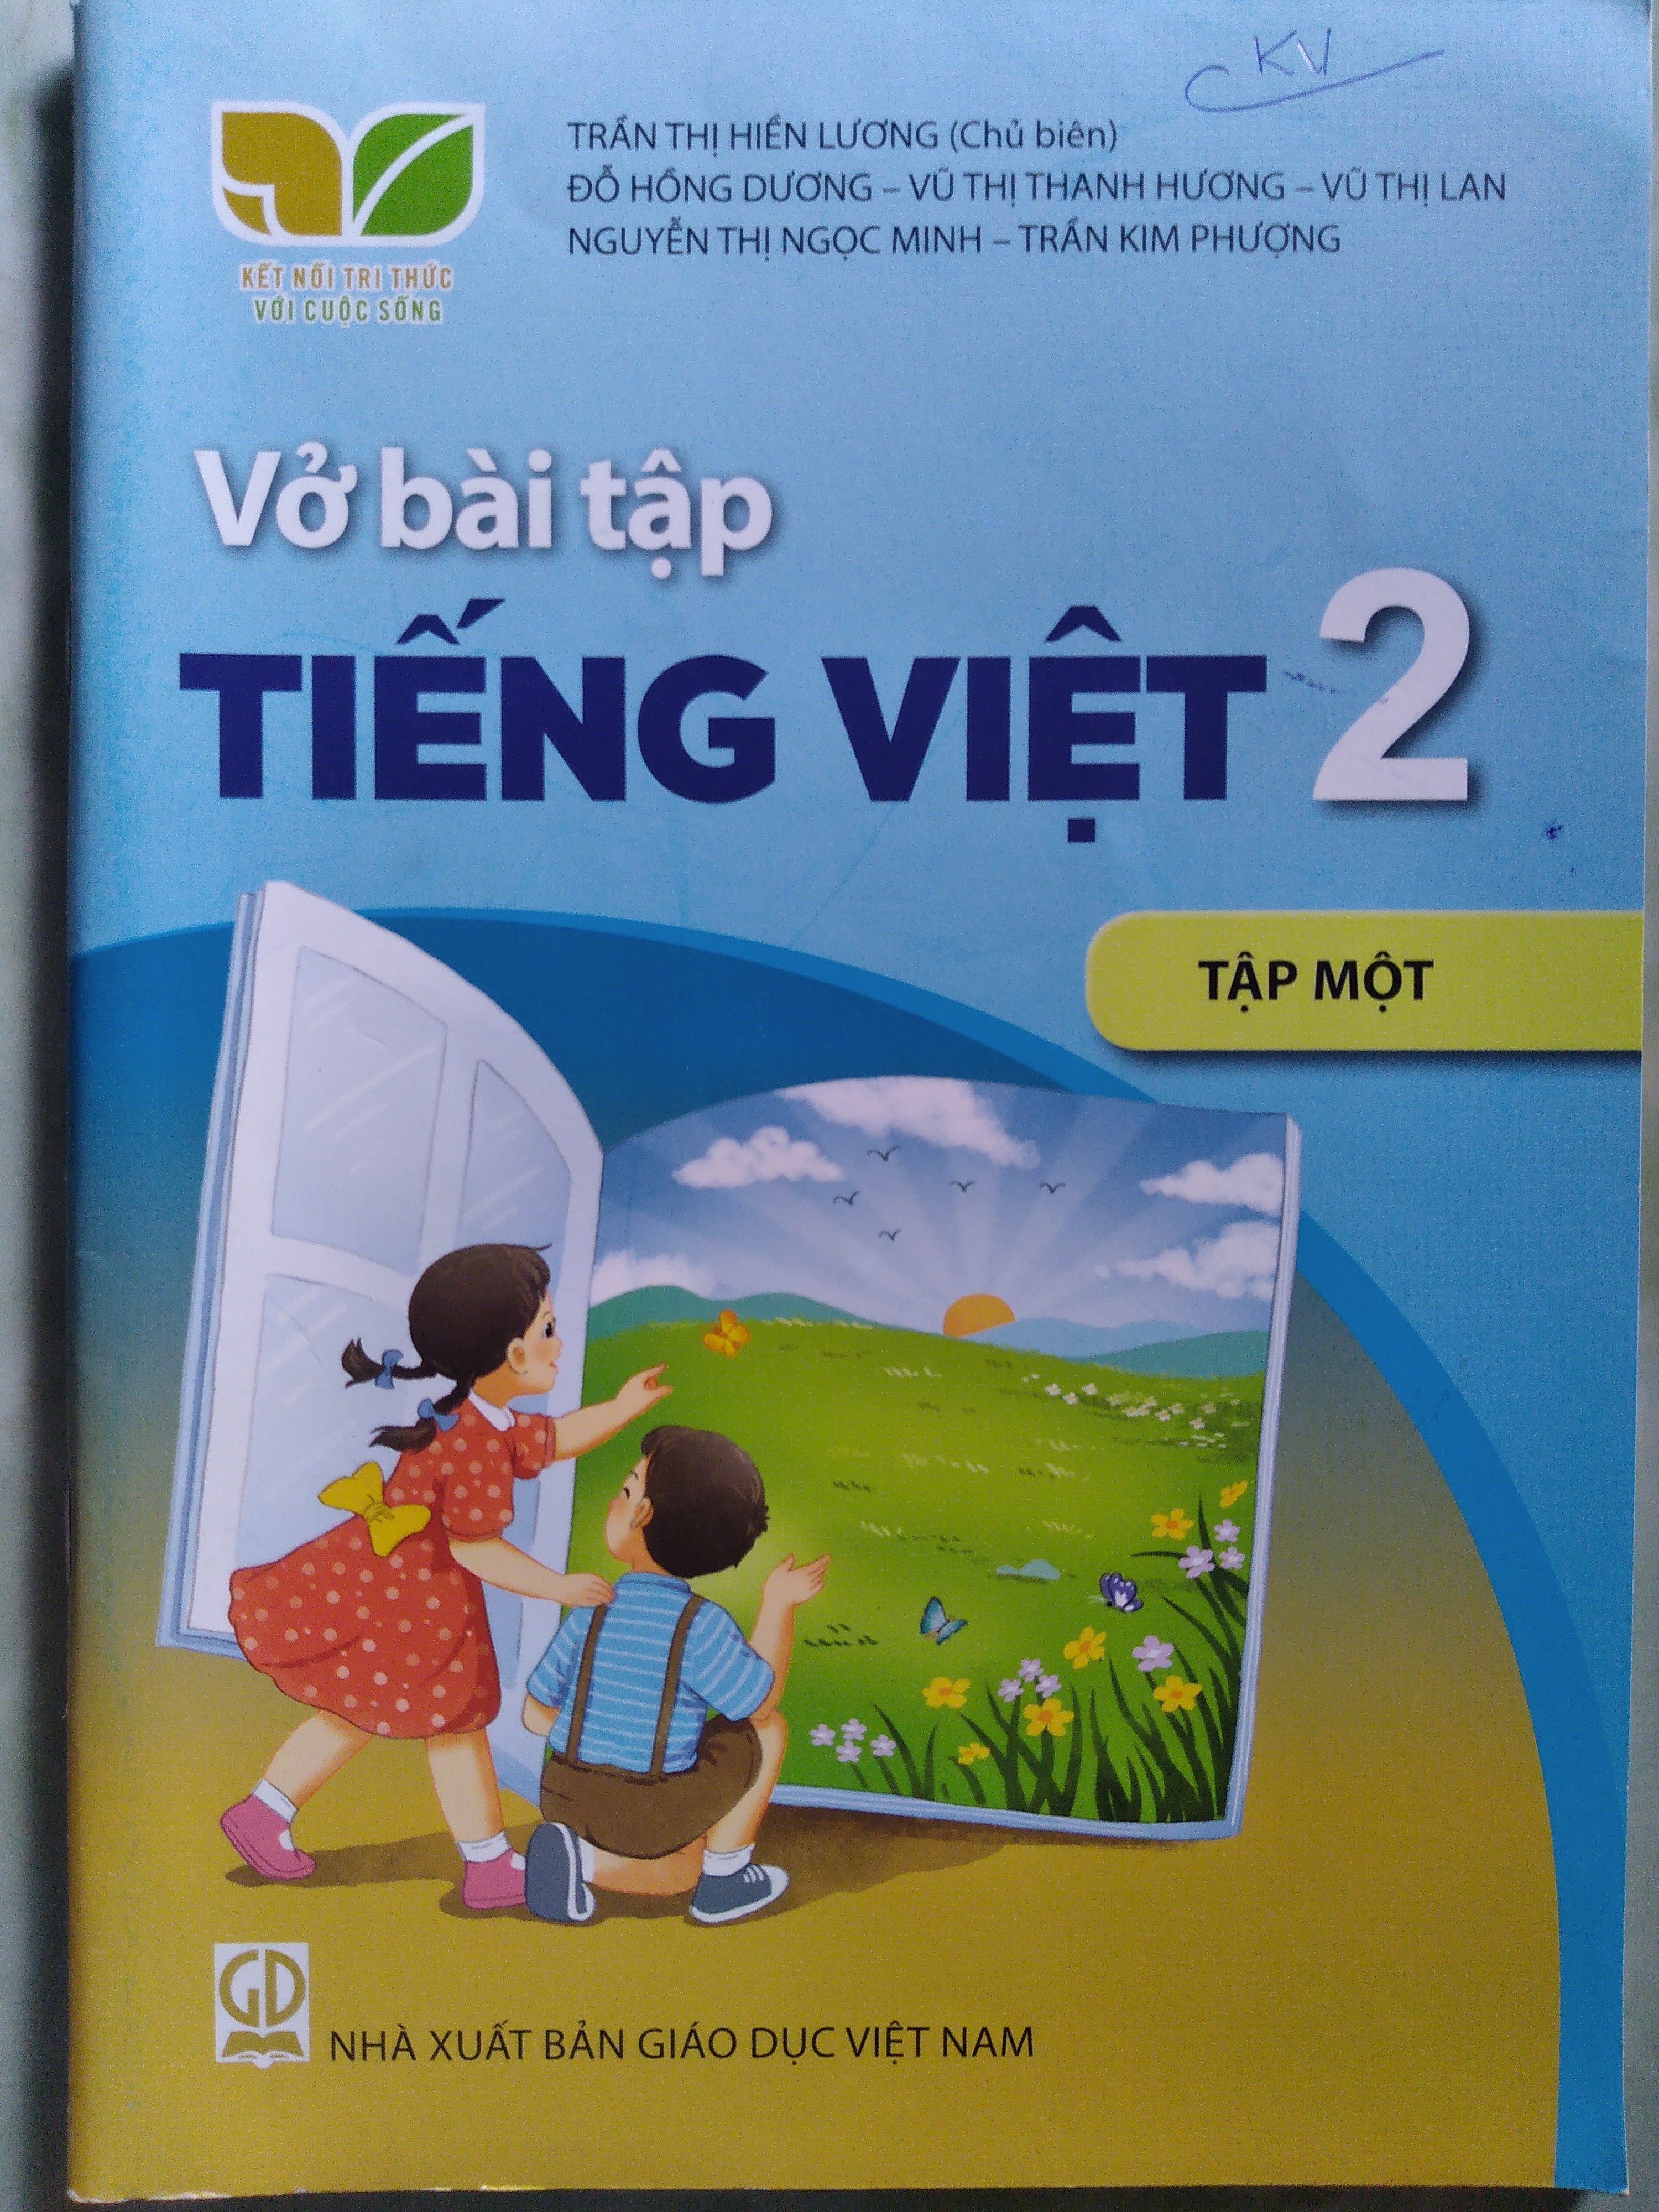 KV
TRẦN THỊ HIỀN LƯƠNG (Chủ biên)
ĐỖ HỒNG DƯƠNG – VŨ THỊ THANH HƯƠNG – VŨ THỊ LAN
NGUYỄN THỊ NGỌC MINH – TRẦN KIM PHƯỢNG
KẾT NỐI TRI THỨC
VỚI CUỘC SỐNG
Vở bài tập
TIẾNG VIỆT 2
TẬP MỘT
GD
NHÀ XUẤT BẢN GIÁO DỤC VIỆT NAM